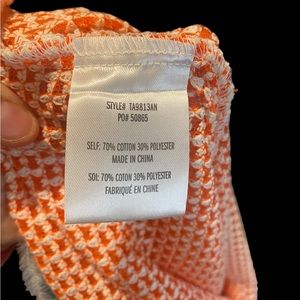 STYLE# TA9813AN
PO# 50865
SELF: 70% COTTON 30% POLYESTER
MADE IN CHINA
SOI: 70% COTTON 30% POLYESTER
FABRIQUÉ EN CHINE